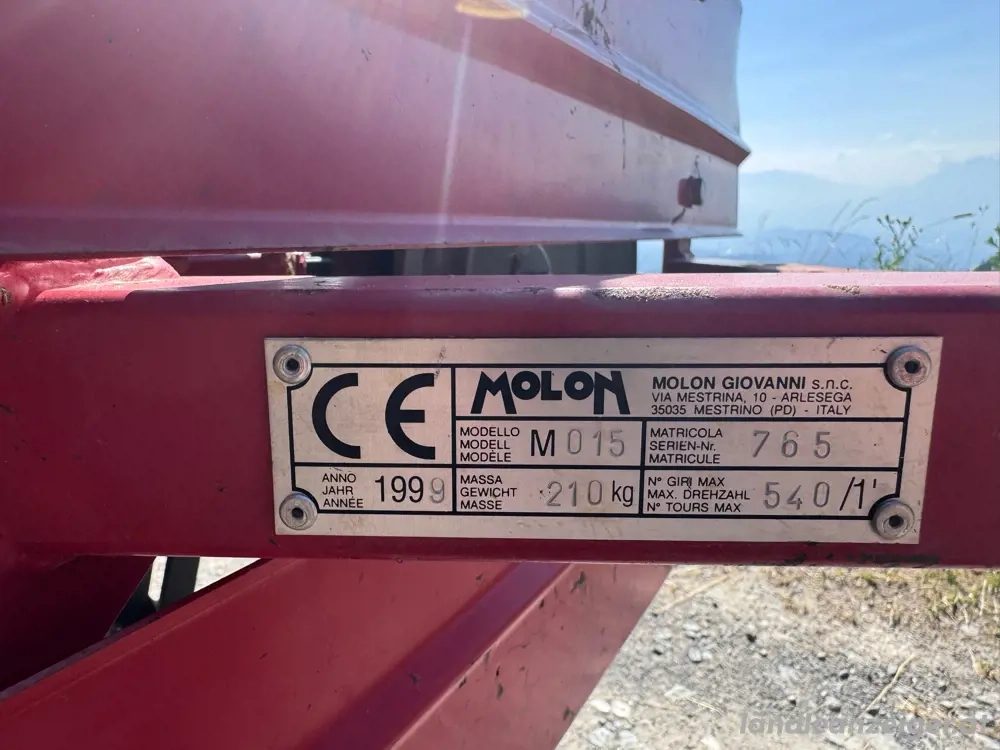 CE
MOLON
MOLON GIOVANNI s.n.c.
VIA MESTRINA, 10 - ARLESEGA
35035 MESTRINO (PD) - ITALY
MODELLO
MODELL
MODÈLE
M 015
MATRICOLA
SERIEN-Nr.
MATRICULE
765
ANNO
JAHR
ANNÉE
1999
MASSA
GEWICHT
MASSE
210 kg
N° GIRI MAX
MAX. DREHZAHL
N° TOURS MAX
540/1'